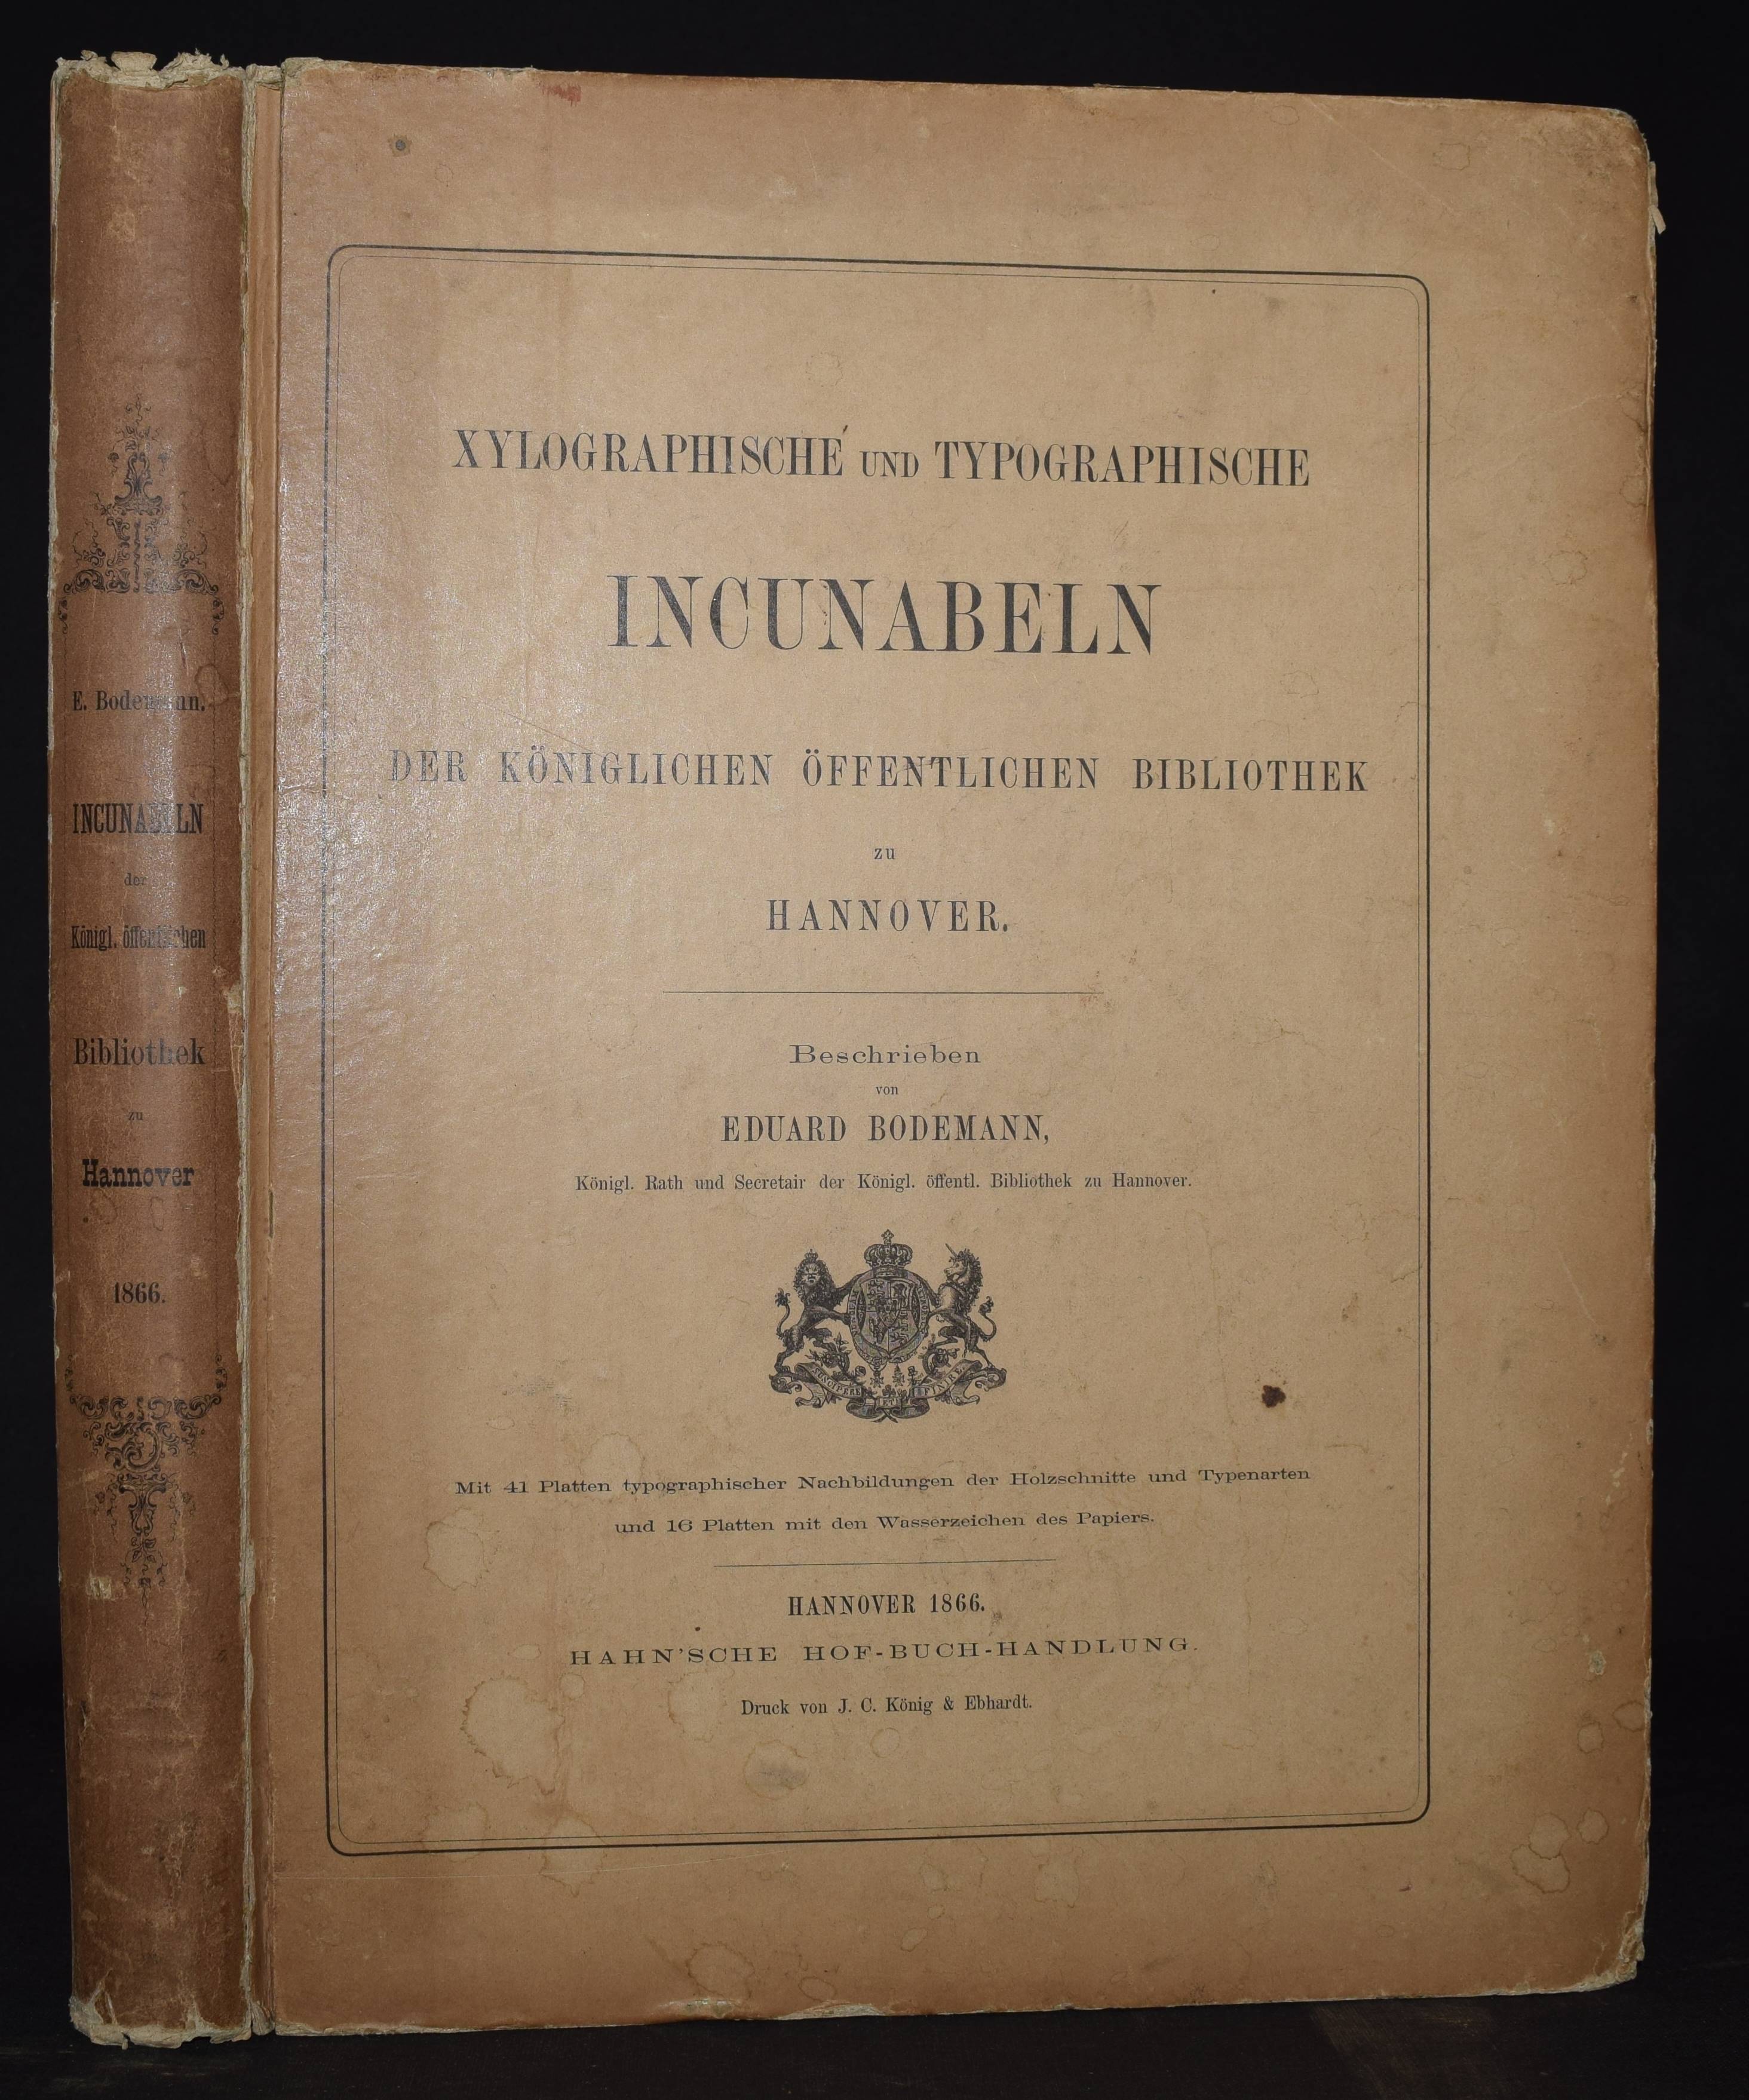 E. Bodemann.
INCUNABELN
der
Königl. öffentlichen
Bibliothek
zu
Hannover
1866.
XYLOGRAPHISCHE UND TYPOGRAPHISCHE
INCUNABELN
DER KÖNIGLICHEN ÖFFENTLICHEN BIBLIOTHEK
zu
HANNOVER.
Beschrieben
von
EDUARD BODEMANN,
Königl. Rath und Secretair der Königl. öffentl. Bibliothek zu Hannover.
SUSCIPERE ET FINIRE.
Mit 41 Platten typographischer Nachbildungen der Holzschnitte und Typenarten
und 16 Platten mit den Wasserzeichen des Papiers.
HANNOVER 1866.
HAHN'SCHE HOF-BUCH-HANDLUNG.
Druck von J. C. König & Ebhardt.